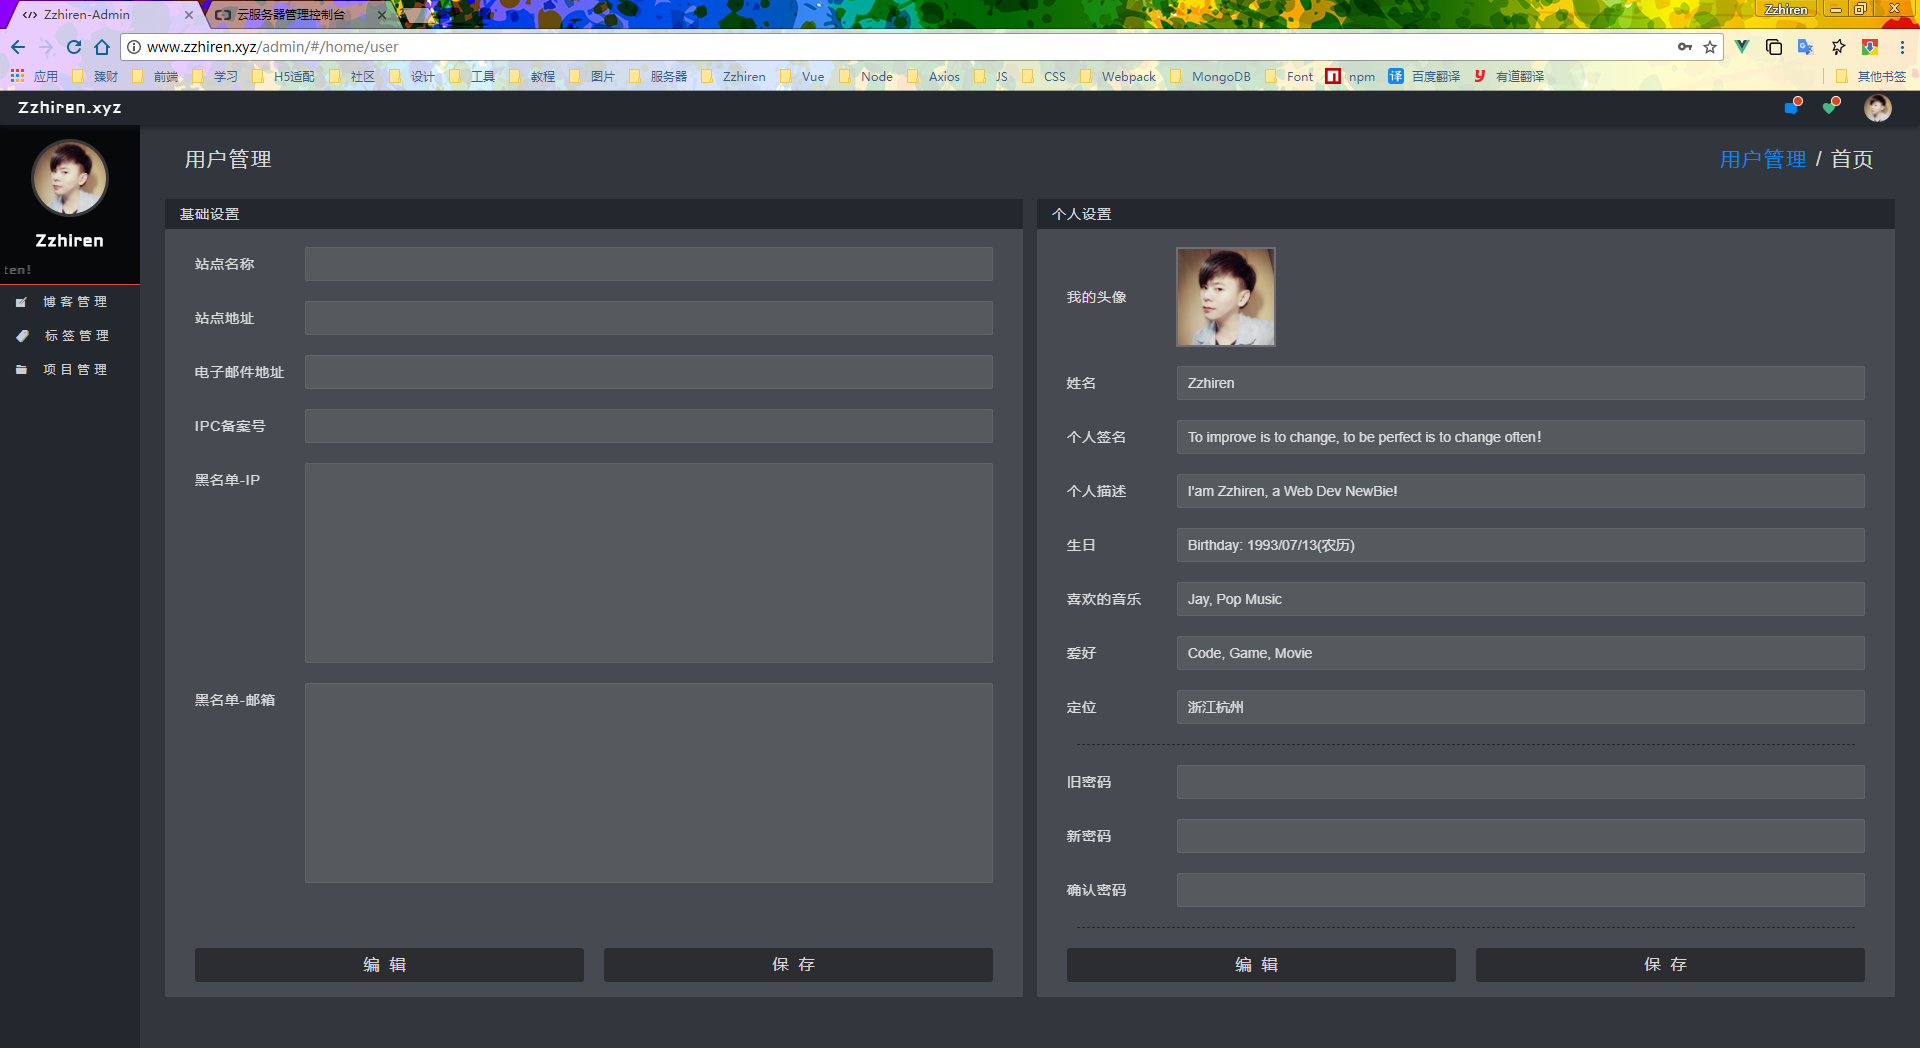 Zzhiren-Admin
云服务器管理控制台
Zzhiren
www.zzhiren.xyz/admin/#/home/user
应用 臻财 前端 学习 H5适配 社区 设计 工具 教程 图片 服务器 Zzhiren Vue Node Axios JS CSS Webpack MongoDB Font npm 百度翻译 有道翻译 其他书签
Zzhiren.xyz
Zzhiren
ten!
博客管理
标签管理
项目管理
用户管理
用户管理 / 首页
基础设置
站点名称
站点地址
电子邮件地址
IPC备案号
黑名单-IP
黑名单-邮箱
编 辑
保 存
个人设置
我的头像
姓名 Zzhiren
个人签名 To improve is to change, to be perfect is to change often!
个人描述 I'am Zzhiren, a Web Dev NewBie!
生日 Birthday: 1993/07/13(农历)
喜欢的音乐 Jay, Pop Music
爱好 Code, Game, Movie
定位 浙江杭州
旧密码
新密码
确认密码
编 辑
保 存